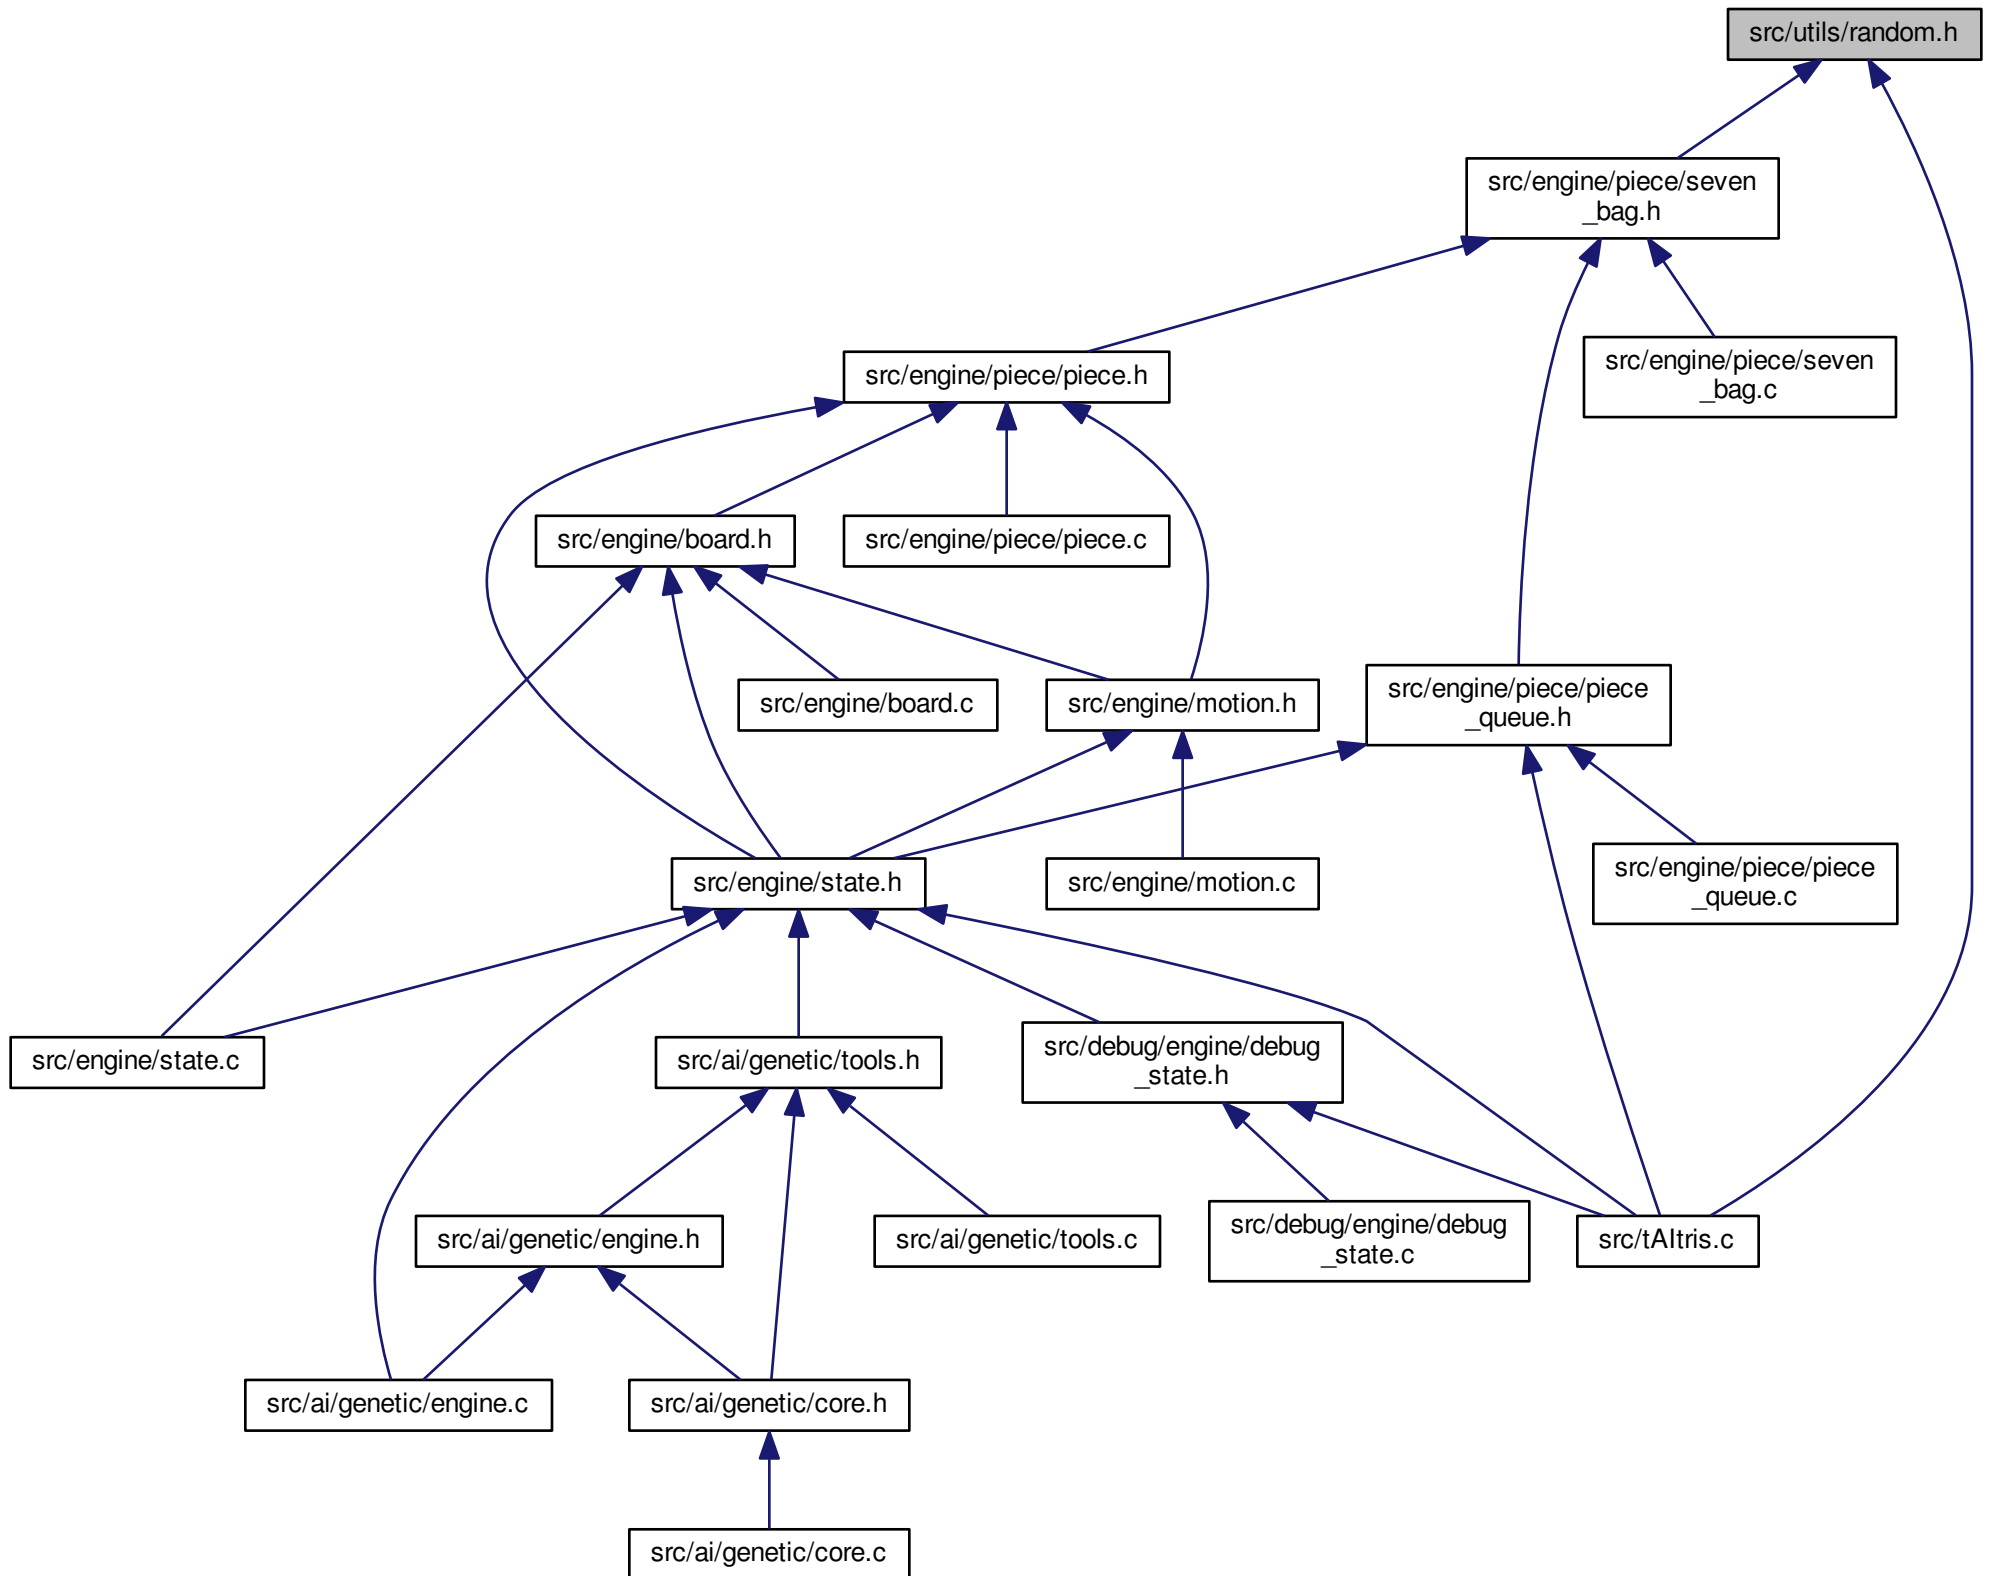 src/utils/random.h
src/engine/piece/seven
_bag.h
src/engine/piece/piece.h
src/engine/piece/seven
_bag.c
src/engine/board.h
src/engine/piece/piece.c
src/engine/board.c
src/engine/motion.h
src/engine/piece/piece
_queue.h
src/engine/state.h
src/engine/motion.c
src/engine/piece/piece
_queue.c
src/engine/state.c
src/ai/genetic/tools.h
src/debug/engine/debug
_state.h
src/ai/genetic/engine.h
src/ai/genetic/tools.c
src/debug/engine/debug
_state.c
src/tAItris.c
src/ai/genetic/engine.c
src/ai/genetic/core.h
src/ai/genetic/core.c